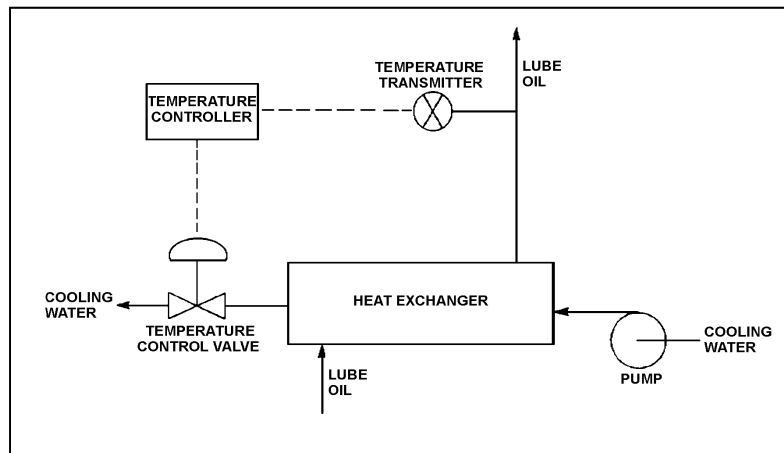 LUBE
OIL
TEMPERATURE
TRANSMITTER
TEMPERATURE
CONTROLLER
HEAT EXCHANGER
COOLING
WATER
TEMPERATURE
CONTROL VALVE
COOLING
WATER
PUMP
LUBE
OIL